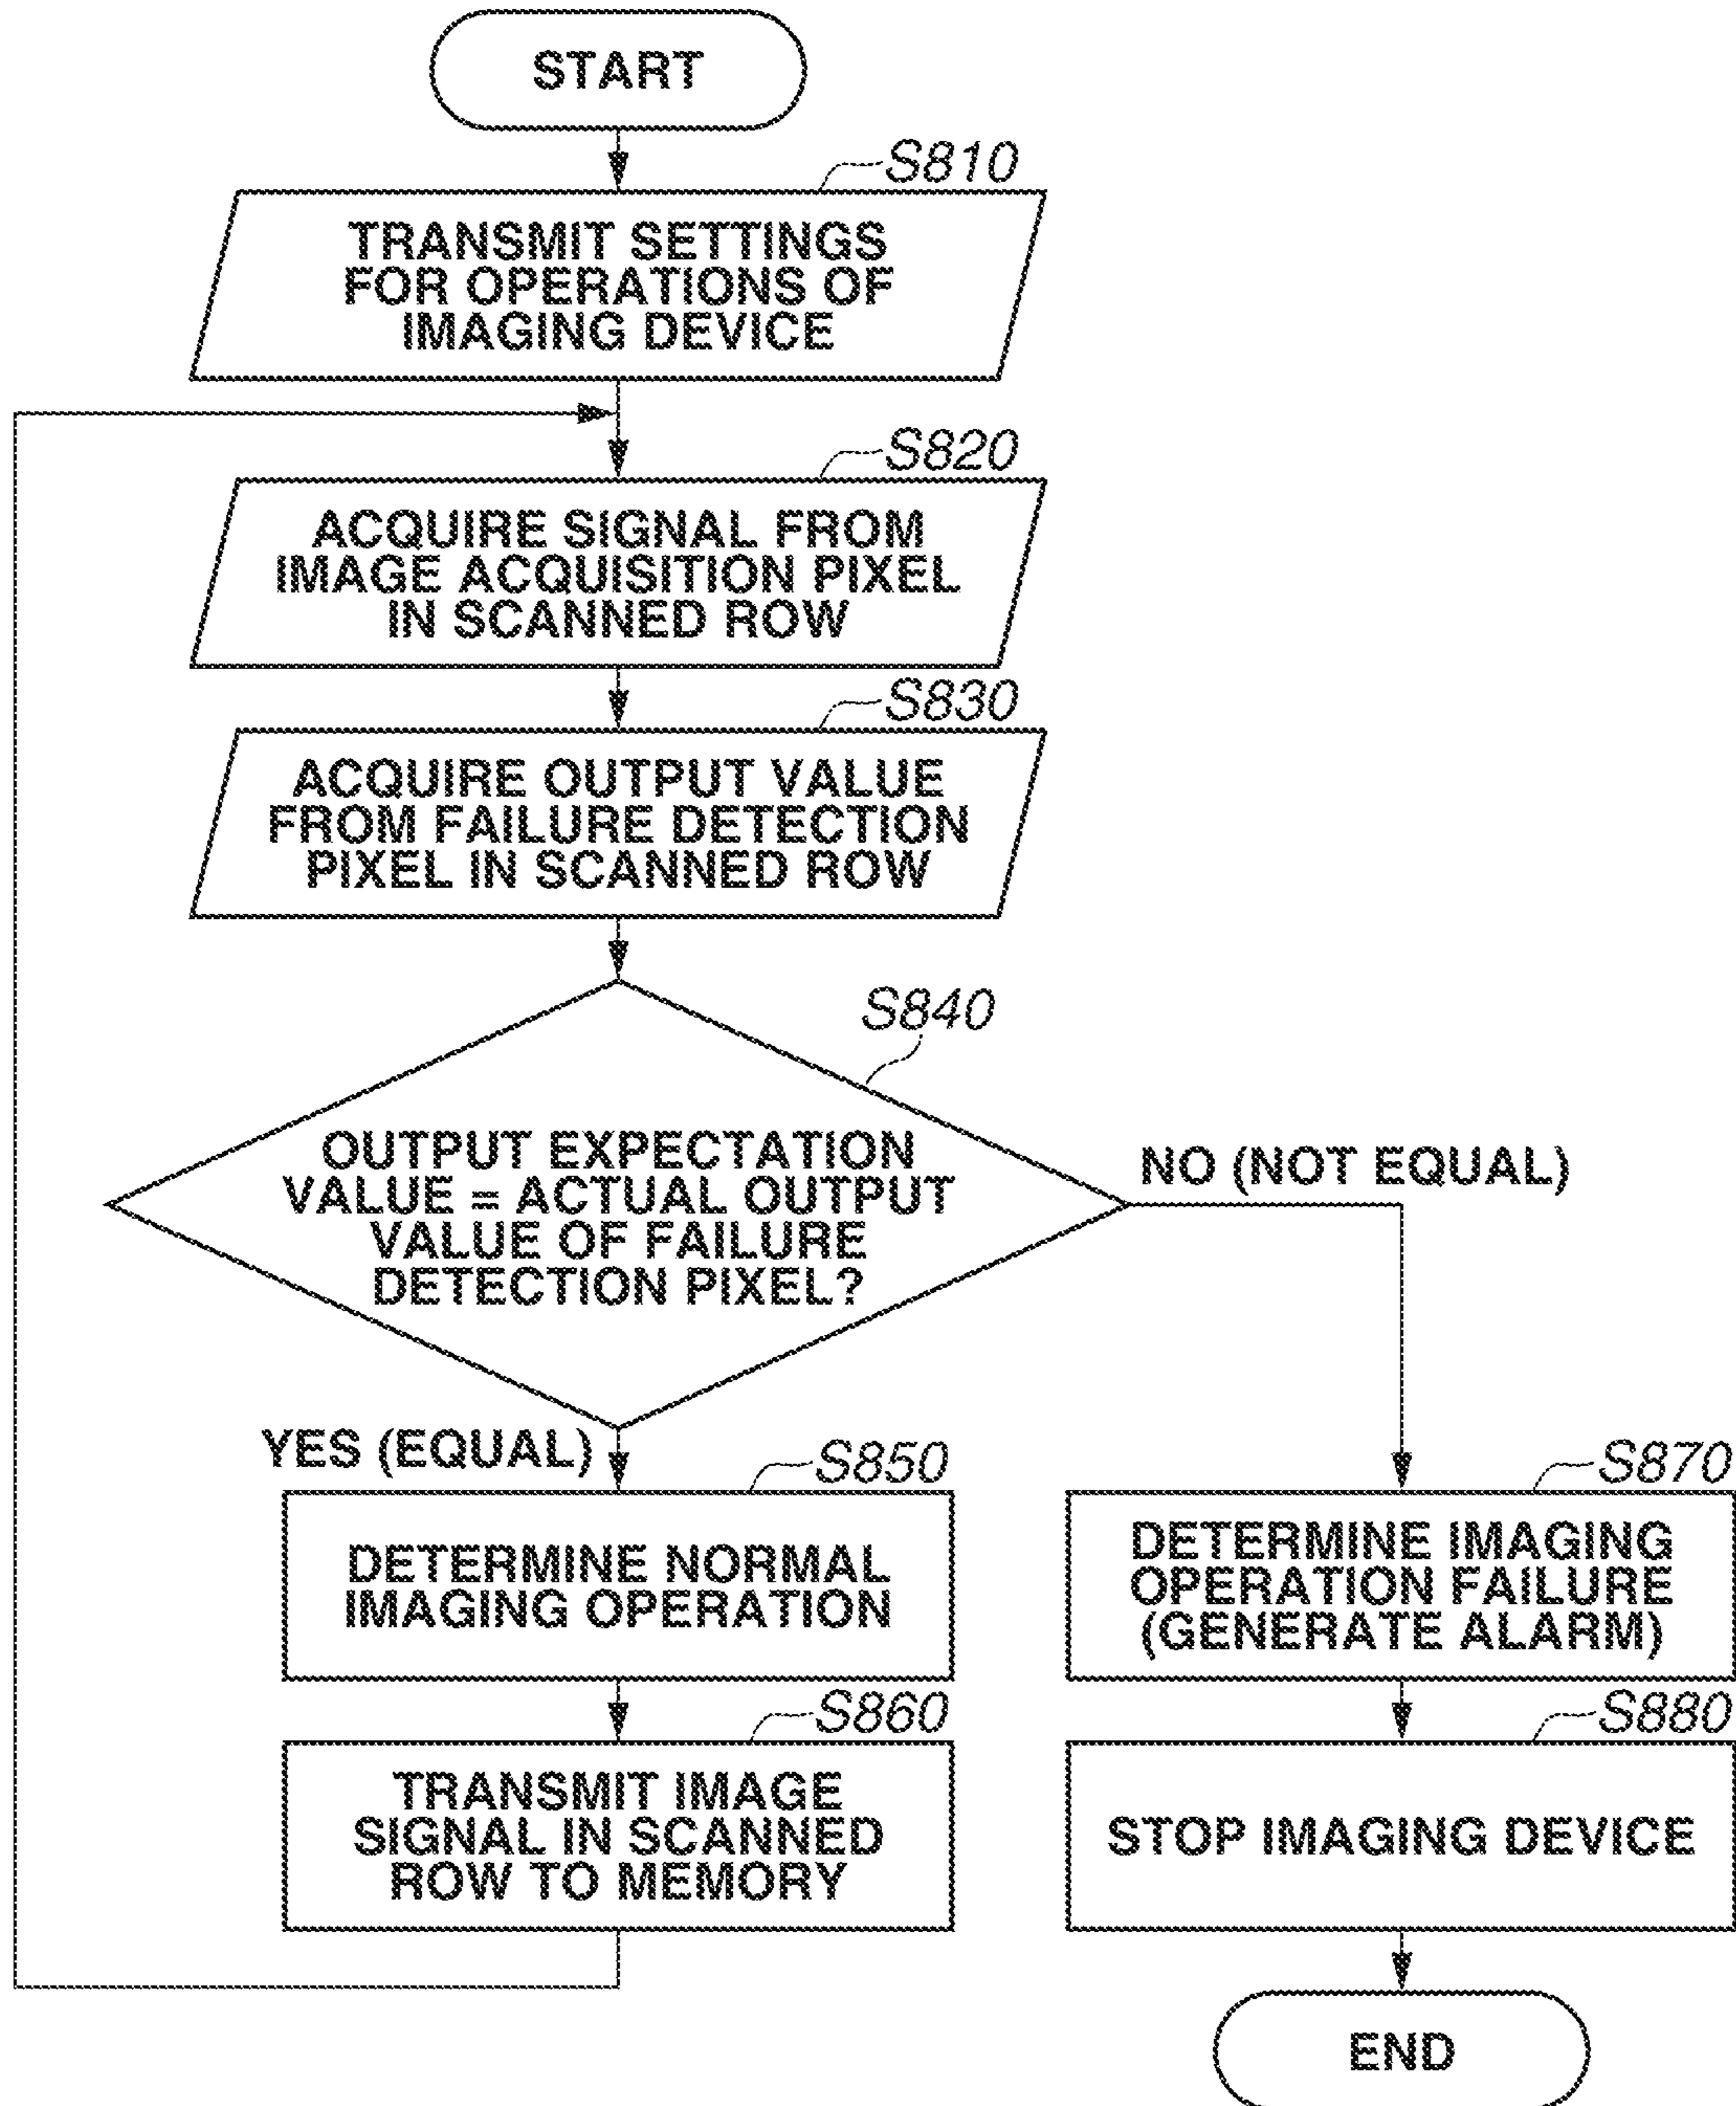 START
S810
TRANSMIT SETTINGS
FOR OPERATIONS OF
IMAGING DEVICE
S820
ACQUIRE SIGNAL FROM
IMAGE ACQUISITION PIXEL
IN SCANNED ROW
S830
ACQUIRE OUTPUT VALUE
FROM FAILURE DETECTION
PIXEL IN SCANNED ROW
S840
OUTPUT EXPECTATION
VALUE = ACTUAL OUTPUT
VALUE OF FAILURE
DETECTION PIXEL?
NO (NOT EQUAL)
YES (EQUAL)
S850
DETERMINE NORMAL
IMAGING OPERATION
S860
TRANSMIT IMAGE
SIGNAL IN SCANNED
ROW TO MEMORY
S870
DETERMINE IMAGING
OPERATION FAILURE
(GENERATE ALARM)
S880
STOP IMAGING DEVICE
END